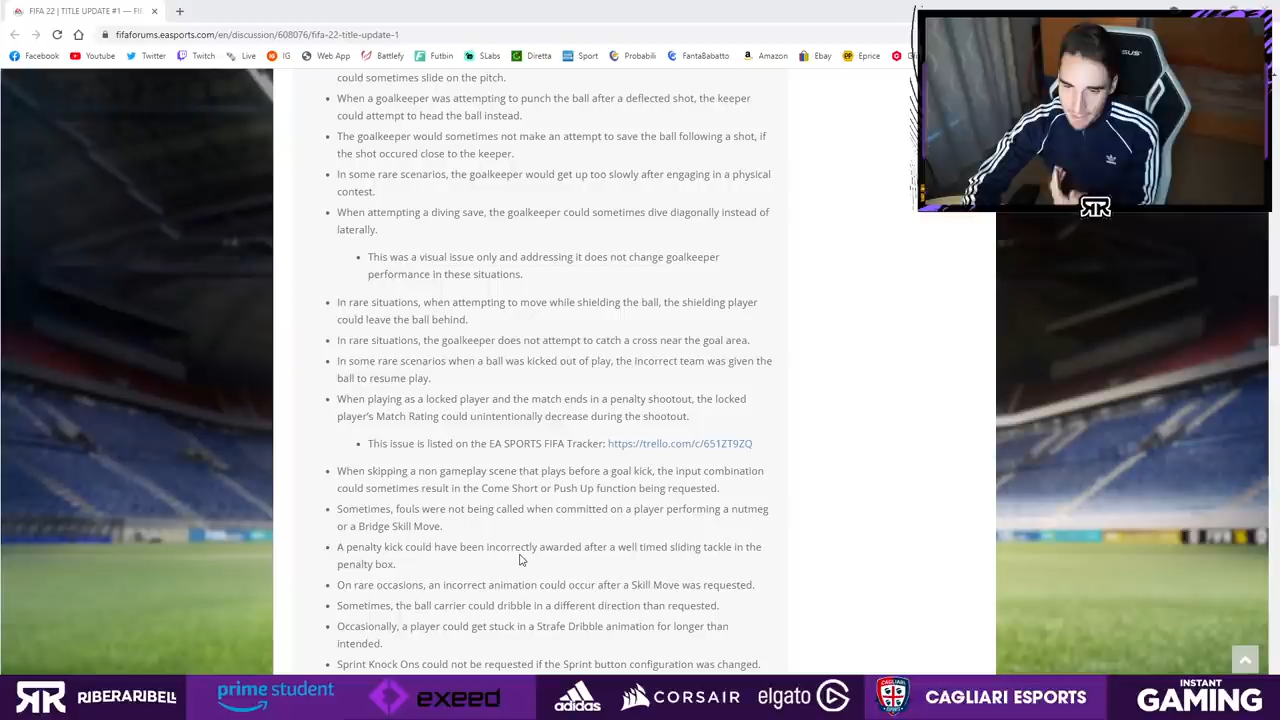 FIFA 22 | TITLE UPDATE #1 — FI
fifaforums.easports.com/en/discussion/608076/fifa-22-title-update-1
Facebook Youtube Twitter Twitch Live IG Battlefy Futbin SLabs Diretta Sport Probabili FantaBabatto Amazon Ebay Eprice
SUS
could sometimes slide on the pitch.
When a goalkeeper was attempting to punch the ball after a deflected shot, the keeper
could attempt to head the ball instead.
The goalkeeper would sometimes not make an attempt to save the ball following a shot, if
the shot occured close to the keeper.
In some rare scenarios, the goalkeeper would get up too slowly after engaging in a physical
contest.
When attempting a diving save, the goalkeeper could sometimes dive diagonally instead of
laterally.
This was a visual issue only and addressing it does not change goalkeeper
performance in these situations.
In rare situations, when attempting to move while shielding the ball, the shielding player
could leave the ball behind.
In rare situations, the goalkeeper does not attempt to catch a cross near the goal area.
In some rare scenarios when a ball was kicked out of play, the incorrect team was given the
ball to resume play.
When playing as a locked player and the match ends in a penalty shootout, the locked
player's Match Rating could unintentionally decrease during the shootout.
This issue is listed on the EA SPORTS FIFA Tracker: https://trello.com/c/651ZT9ZQ
When skipping a non gameplay scene that plays before a goal kick, the input combination
could sometimes result in the Come Short or Push Up function being requested.
Sometimes, fouls were not being called when committed on a player performing a nutmeg
or a Bridge Skill Move.
A penalty kick could have been incorrectly awarded after a well timed sliding tackle in the
penalty box.
On rare occasions, an incorrect animation could occur after a Skill Move was requested.
Sometimes, the ball carrier could dribble in a different direction than requested.
Occasionally, a player could get stuck in a Strafe Dribble animation for longer than
intended.
Sprint Knock Ons could not be requested if the Sprint button configuration was changed.
RIBERARIBELL prime student exeed adidas CORSAIR elgato CAGLIARI ESPORTS INSTANT
GAMING